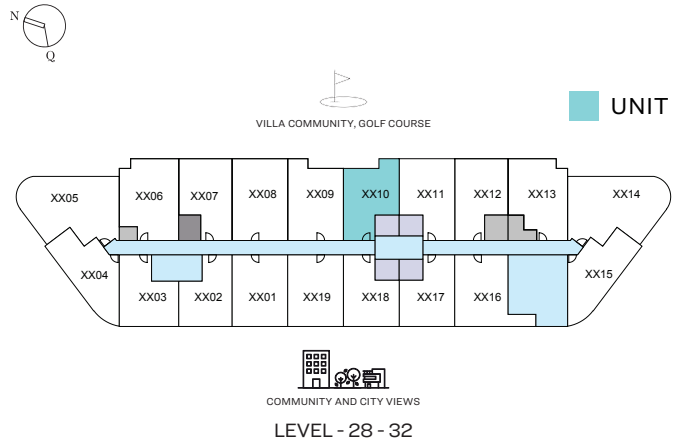 N
Q
VILLA COMMUNITY, GOLF COURSE
UNIT
XX05
XX06
XX07
XX08
XX09
XX10
XX11
XX12
XX13
XX14
XX04
XX03
XX02
XX01
XX19
XX18
XX17
XX16
XX15
COMMUNITY AND CITY VIEWS
LEVEL - 28 - 32